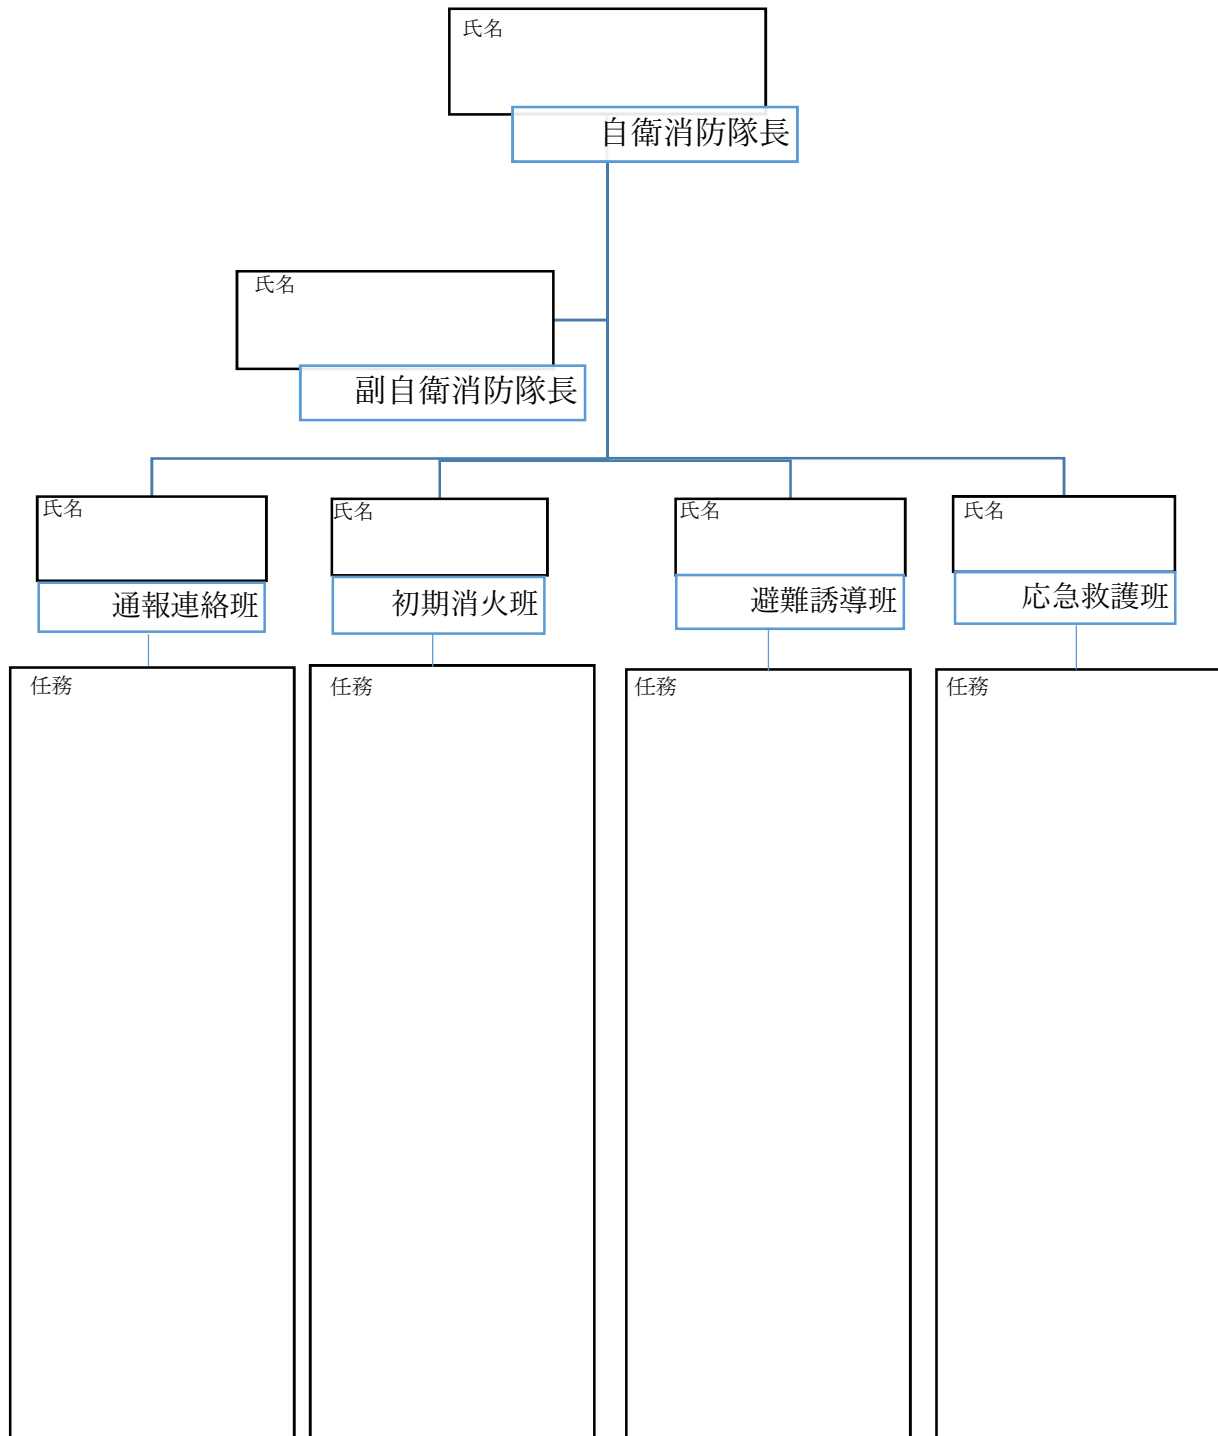 氏名
自衛消防隊長
氏名
副自衛消防隊長
氏名
氏名
氏名
氏名
通報連絡班
初期消火班
避難誘導班
応急救護班
任務
任務
任務
任務